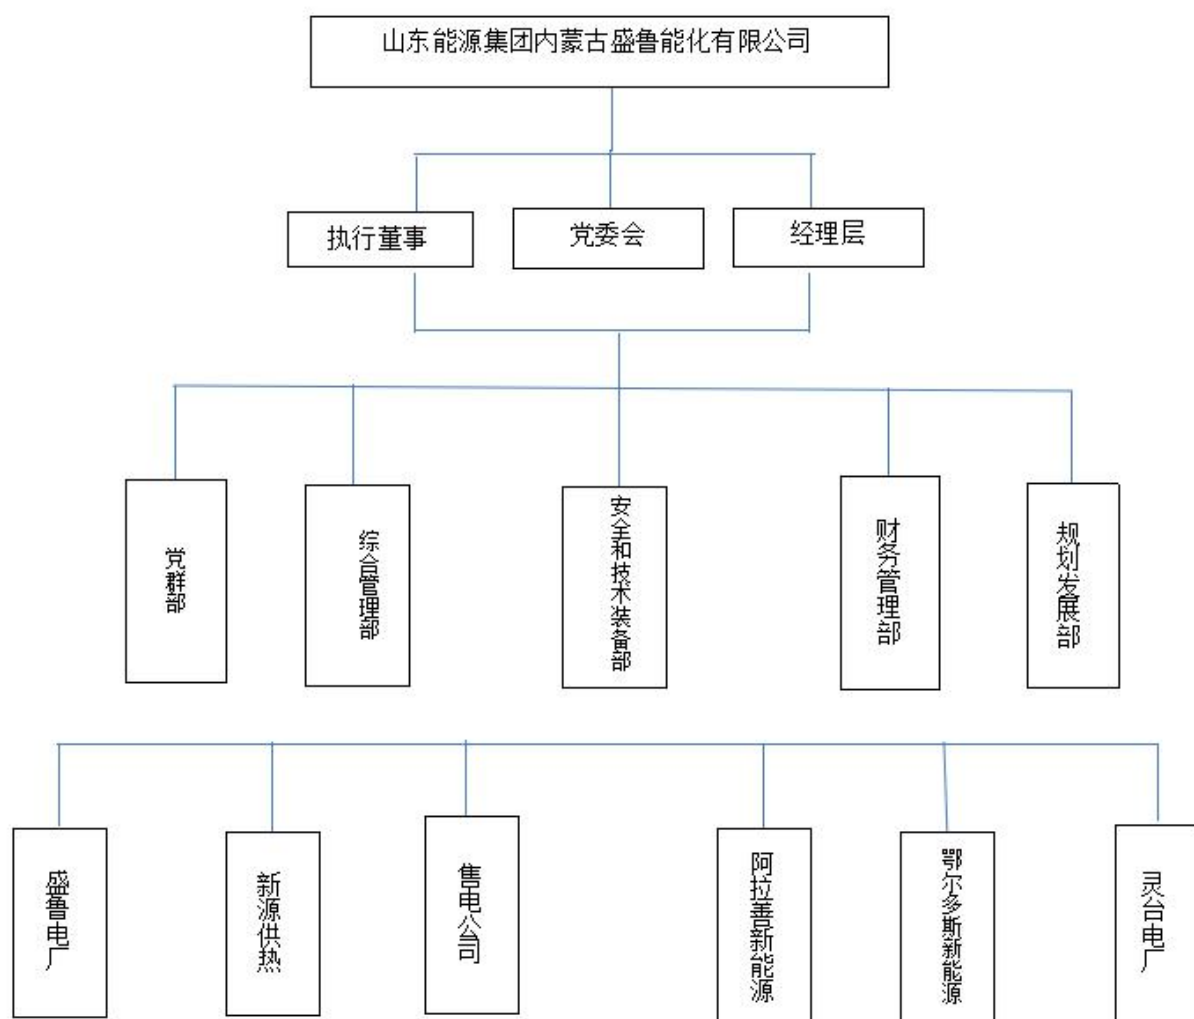 山东能源集团内蒙古盛鲁能化有限公司
执行董事
党委会
经理层
党群部
综合管理部
安全和技术装备部
财务管理部
规划发展部
盛鲁电厂
新源供热
售电公司
阿拉善新能源
鄂尔多斯新能源
灵台电厂